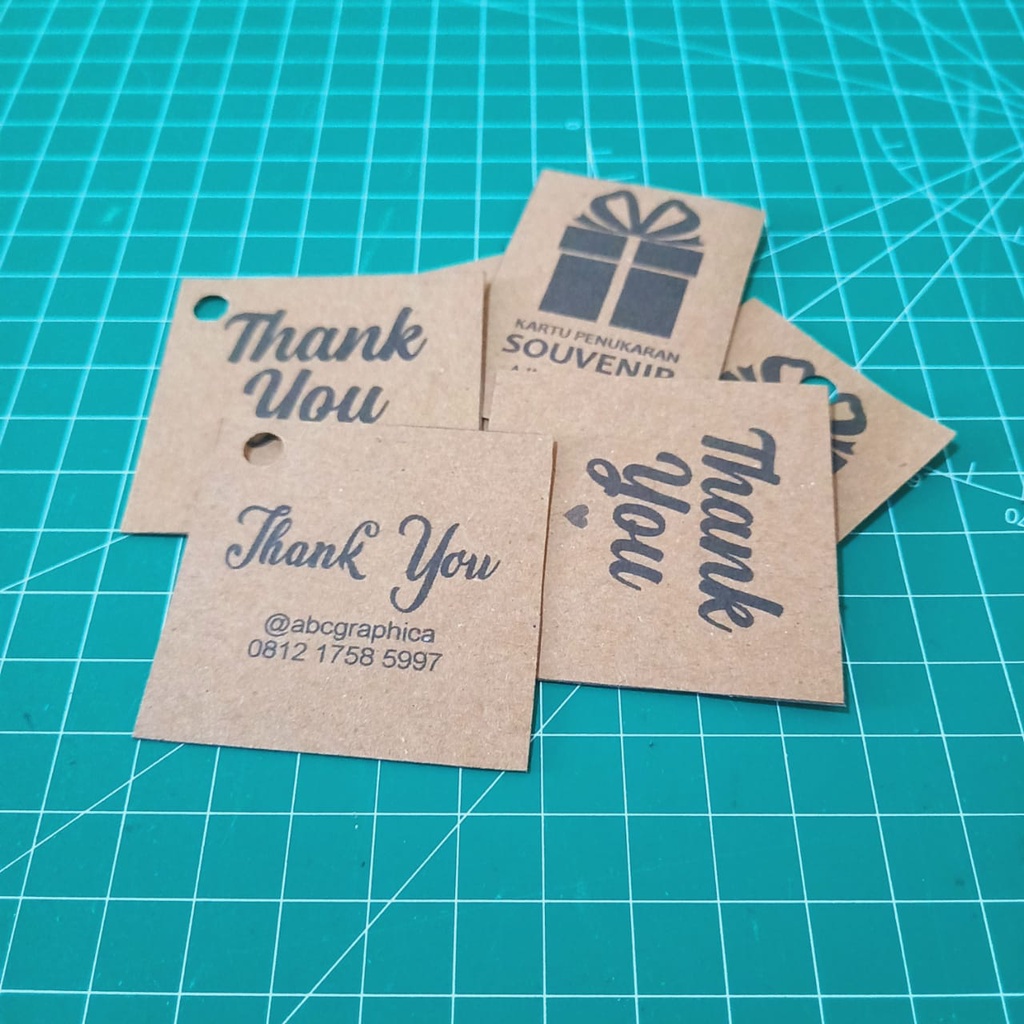 Thank
You
KARTU PENUKARAN
SOUVENIR
Thank
You
Thank You
@abcgraphica
0812 1758 5997